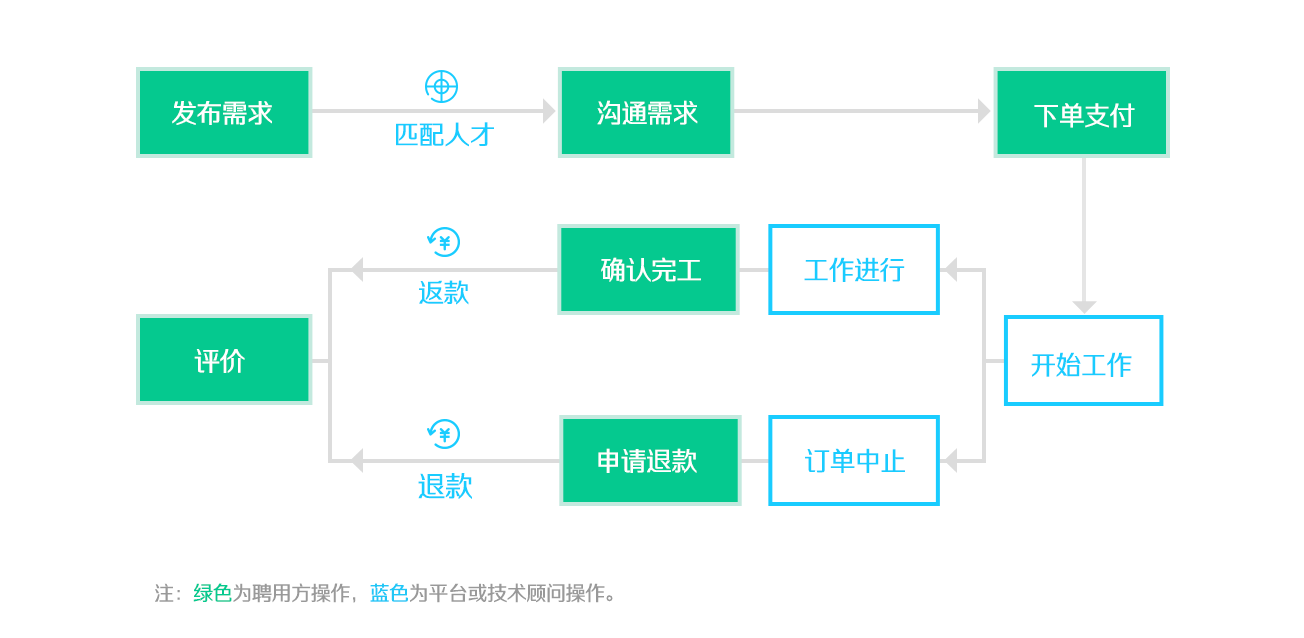 发布需求
匹配人才
沟通需求
下单支付
返款
确认完工
工作进行
评价
开始工作
退款
申请退款
订单中止
注：绿色为聘用方操作，蓝色为平台或技术顾问操作。